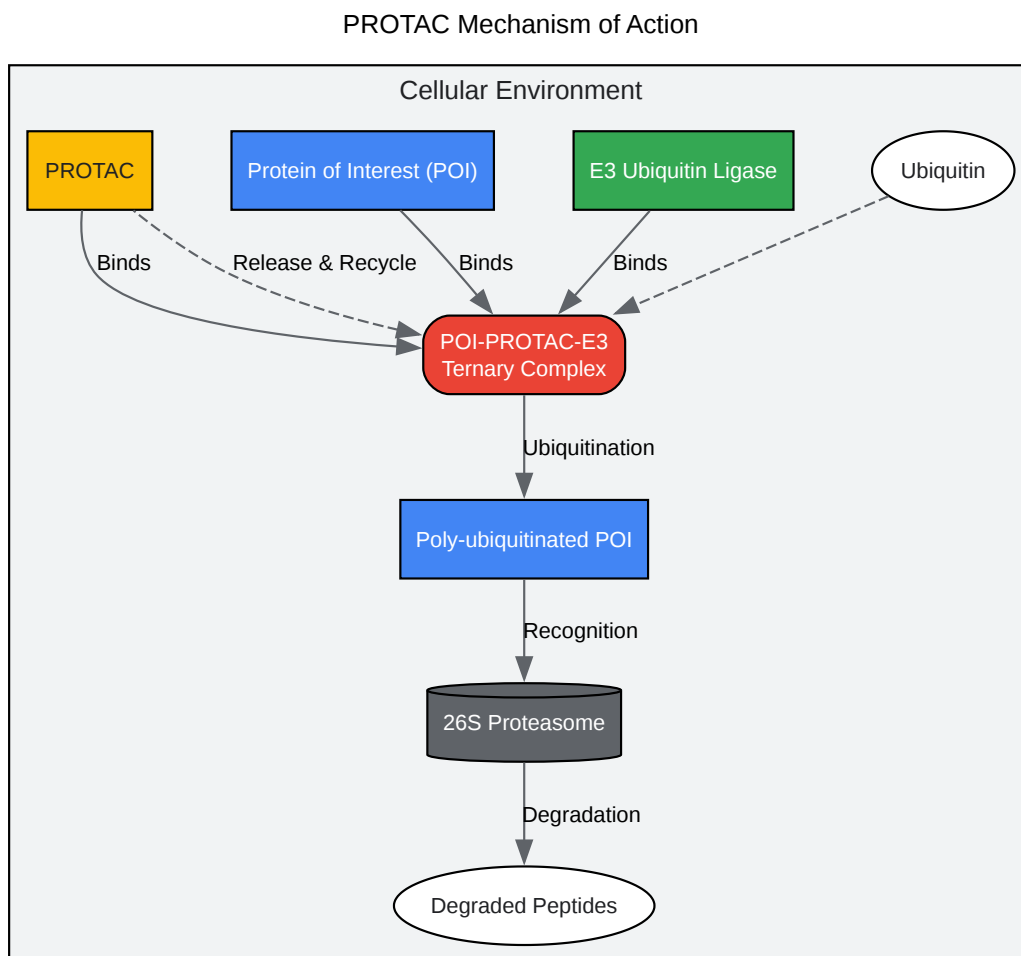 PROTAC Mechanism of Action
Cellular Environment
PROTAC
Protein of Interest (POI)
E3 Ubiquitin Ligase
Ubiquitin
Binds
Release & Recycle
Binds
Binds
POI-PROTAC-E3
Ternary Complex
Ubiquitination
Poly-ubiquitinated POI
Recognition
26S Proteasome
Degradation
Degraded Peptides